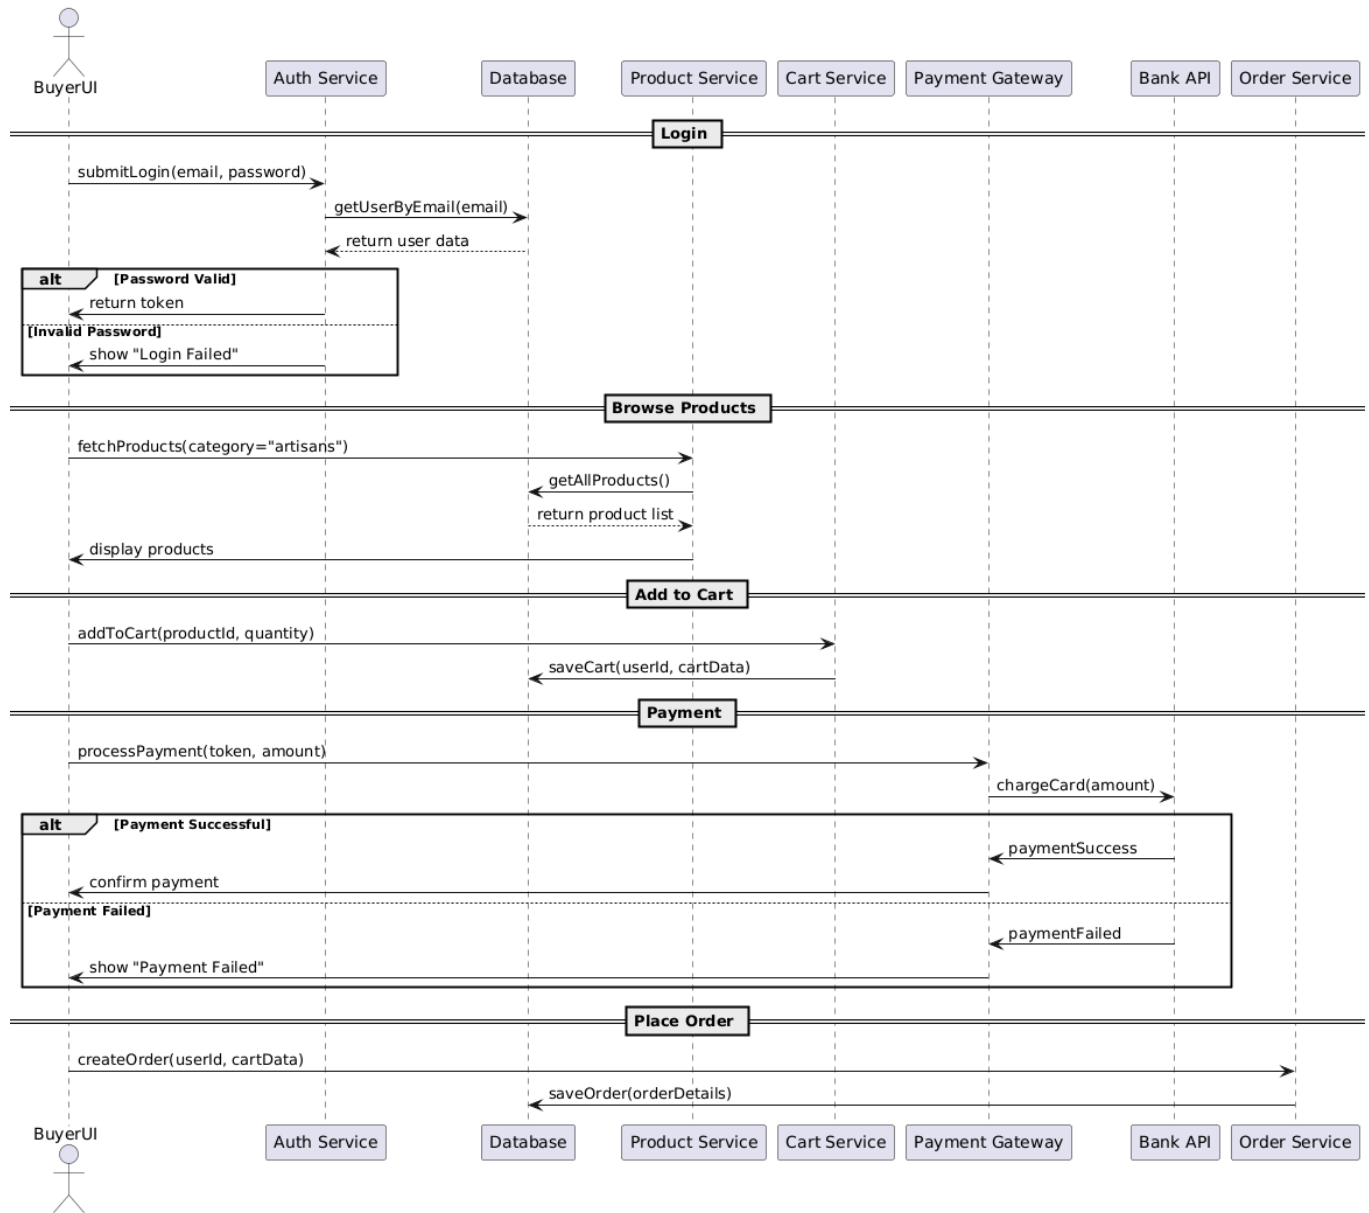 BuyerUI
Auth Service
Database
Product Service
Cart Service
Payment Gateway
Bank API
Order Service
Login
submitLogin(email, password)
getUserByEmail(email)
return user data
alt [Password Valid]
return token
[Invalid Password]
show "Login Failed"
Browse Products
fetchProducts(category="artisans")
getAllProducts()
return product list
display products
Add to Cart
addToCart(productId, quantity)
saveCart(userId, cartData)
Payment
processPayment(token, amount)
chargeCard(amount)
alt [Payment Successful]
paymentSuccess
confirm payment
[Payment Failed]
paymentFailed
show "Payment Failed"
Place Order
createOrder(userId, cartData)
saveOrder(orderDetails)
BuyerUI
Auth Service
Database
Product Service
Cart Service
Payment Gateway
Bank API
Order Service